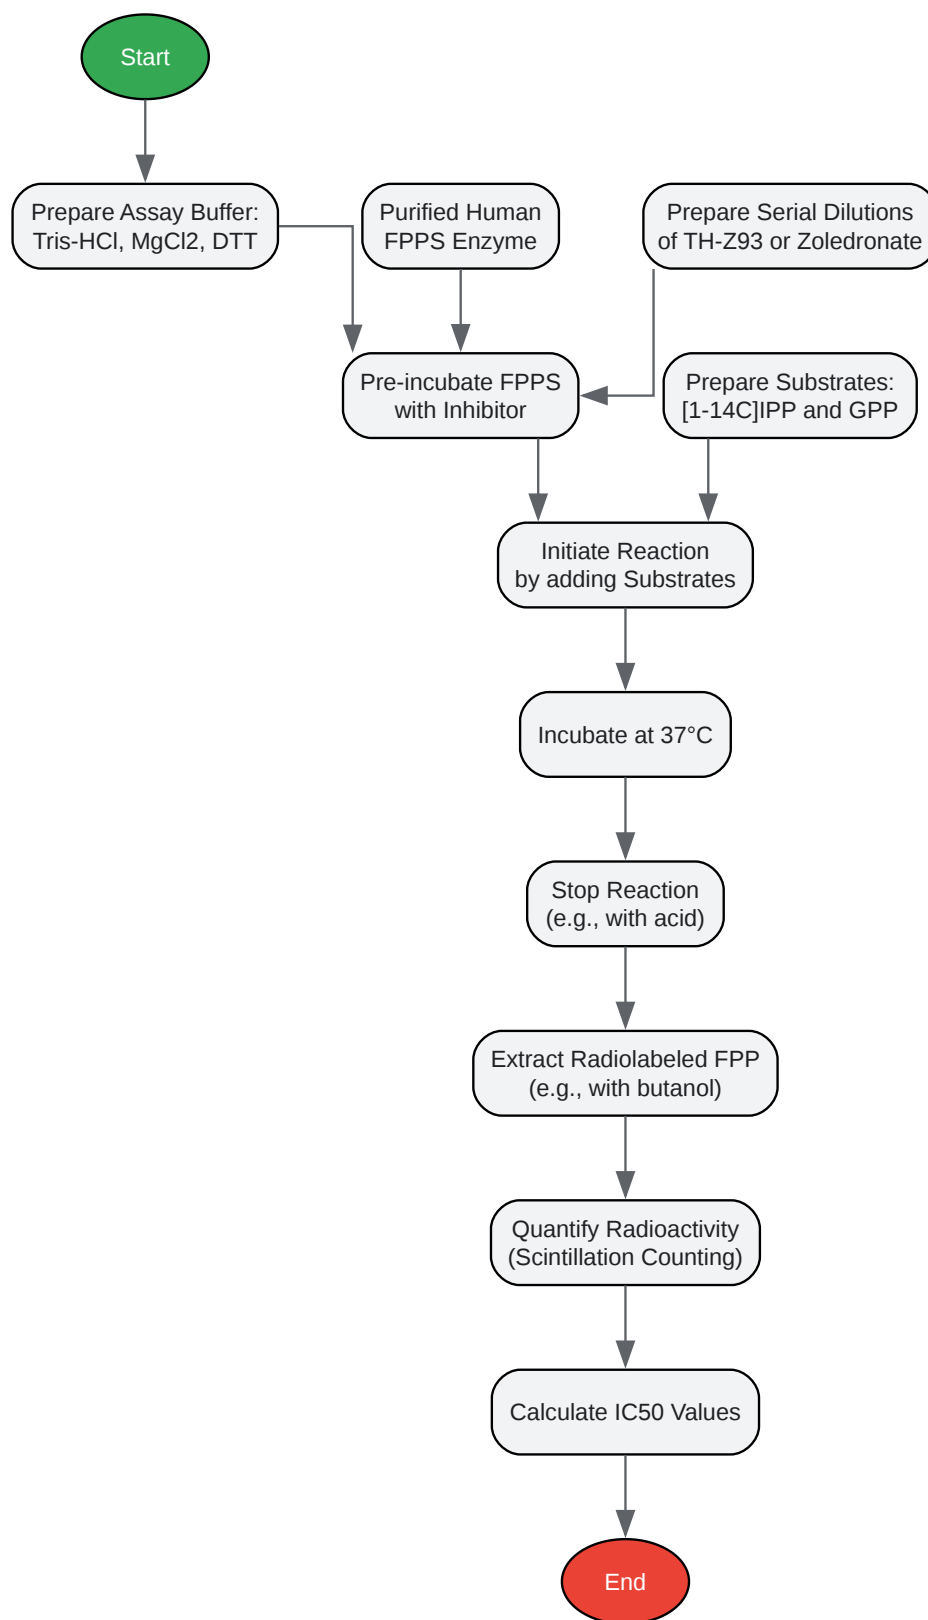 Start
Prepare Assay Buffer:
Tris-HCl, MgCl2, DTT
Purified Human
FPPS Enzyme
Prepare Serial Dilutions
of TH-Z93 or Zoledronate
Pre-incubate FPPS
with Inhibitor
Prepare Substrates:
[1-14C]IPP and GPP
Initiate Reaction
by adding Substrates
Incubate at 37°C
Stop Reaction
(e.g., with acid)
Extract Radiolabeled FPP
(e.g., with butanol)
Quantify Radioactivity
(Scintillation Counting)
Calculate IC50 Values
End